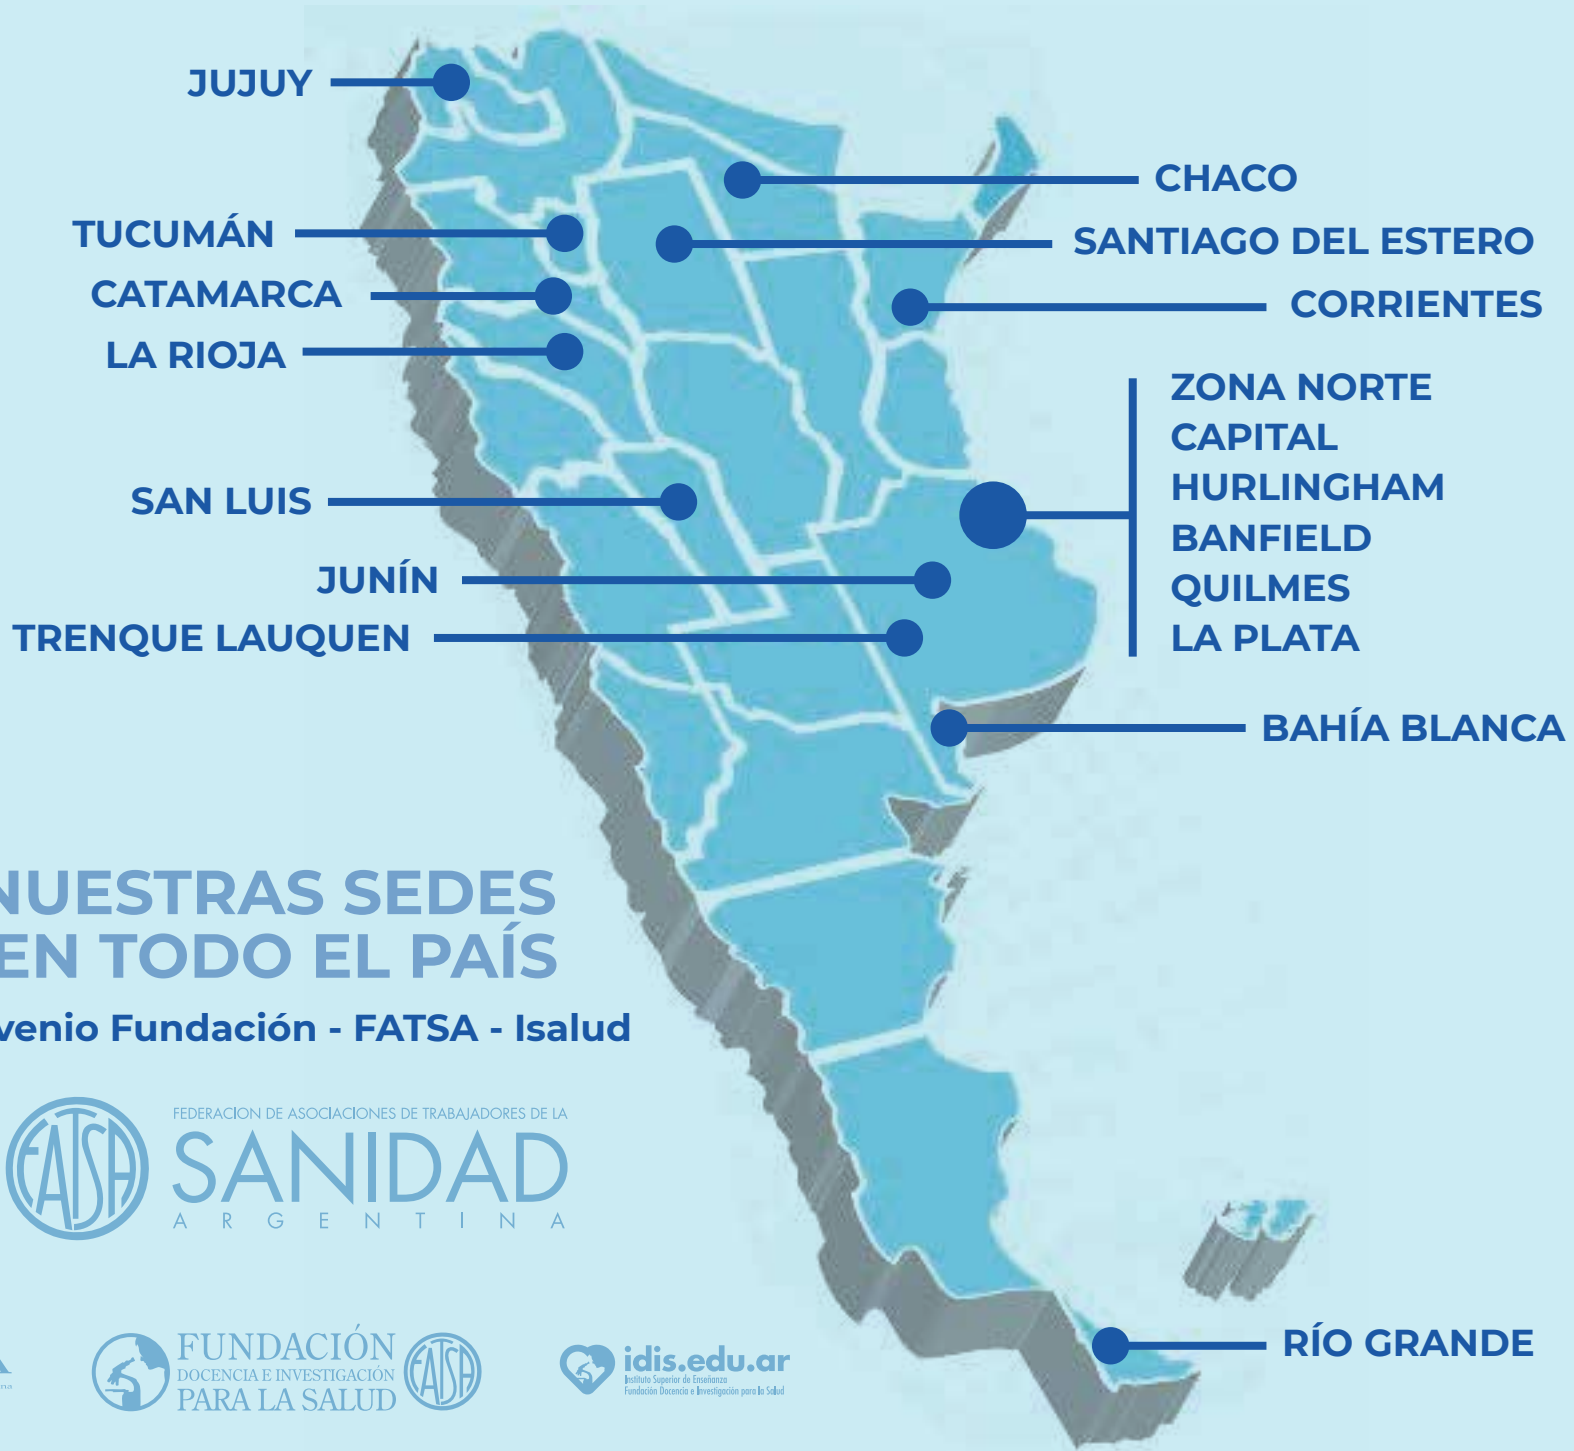 JUJUY
CHACO
TUCUMÁN
SANTIAGO DEL ESTERO
CATAMARCA
CORRIENTES
LA RIOJA
ZONA NORTE
CAPITAL
HURLINGHAM
BANFIELD
QUILMES
LA PLATA
SAN LUIS
JUNÍN
TRENQUE LAUQUEN
BAHÍA BLANCA
NUESTRAS SEDES
EN TODO EL PAÍS
venio Fundación - FATSA - Isalud
FATSA
FEDERACION DE ASOCIACIONES DE TRABAJADORES DE LA
SANIDAD
ARGENTINA
RÍO GRANDE
FUNDACIÓN
DOCENCIA E INVESTIGACIÓN
PARA LA SALUD
FATSA
idis.edu.ar
Instituto Superior de Enseñanza
Fundación Docencia e Investigación para la Salud